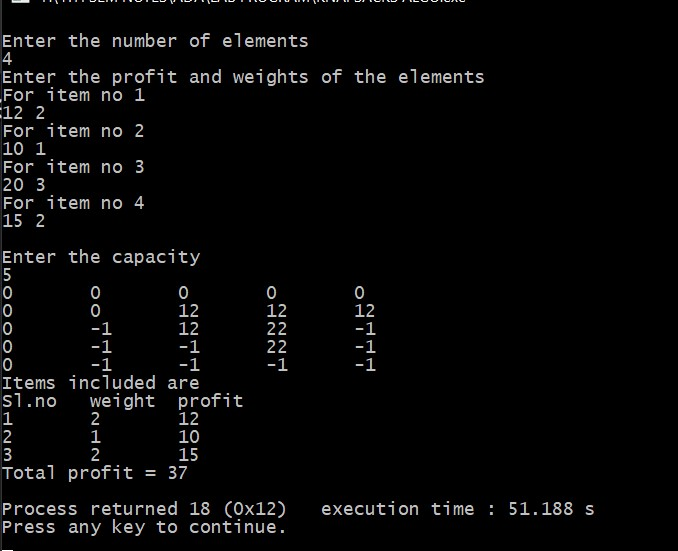 Enter the number of elements
4
Enter the profit and weights of the elements
For item no 1
12 2
For item no 2
10 1
For item no 3
20 3
For item no 4
15 2
Enter the capacity
5
0 0 0 0 0
0 0 12 12 12
0 -1 12 22 -1
0 -1 -1 22 -1
0 -1 -1 -1 -1
Items included are
Sl.no weight profit
1 2 12
2 1 10
3 2 15
Total profit = 37
Process returned 18 (0x12) execution time : 51.188 s
Press any key to continue.